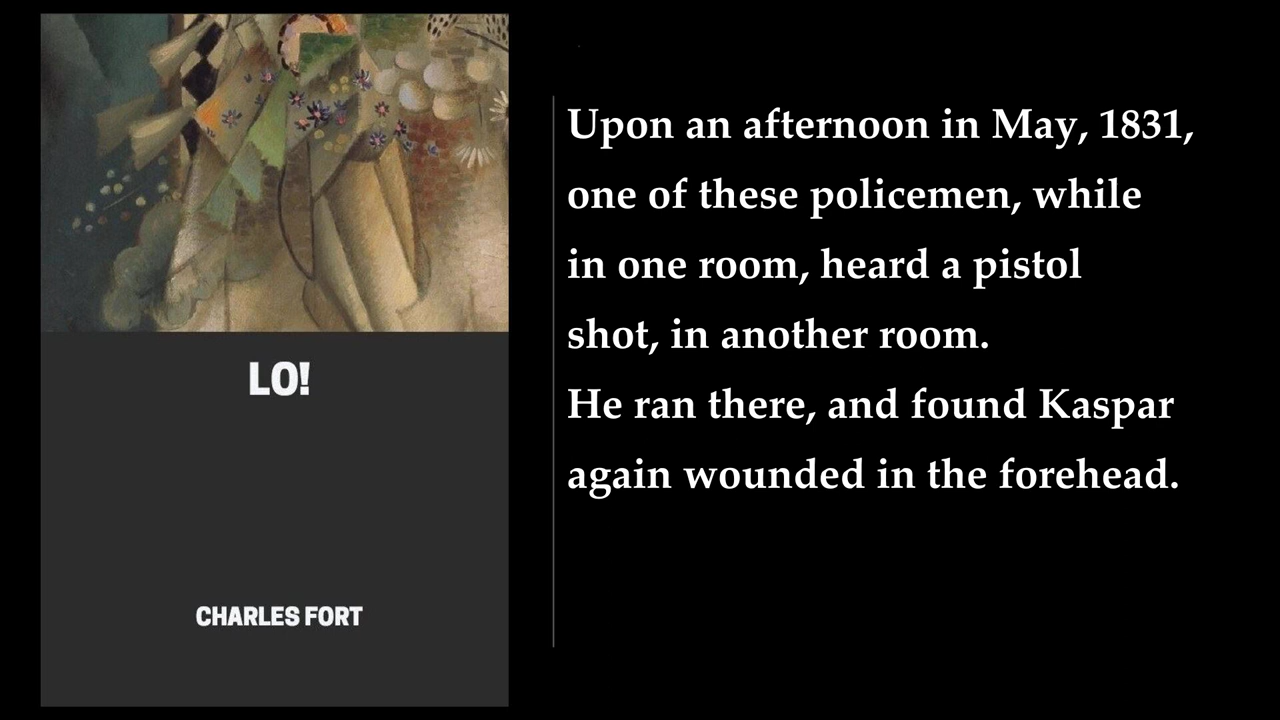 LO!
CHARLES FORT
Upon an afternoon in May, 1831,
one of these policemen, while
in one room, heard a pistol
shot, in another room.
He ran there, and found Kaspar
again wounded in the forehead.